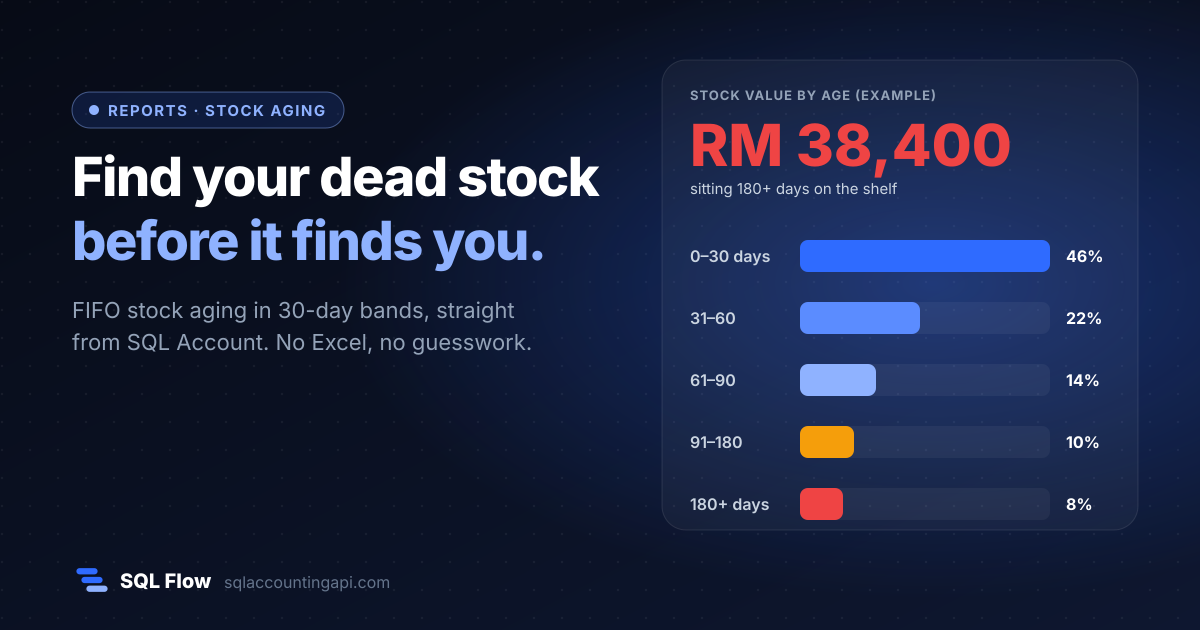 REPORTS · STOCK AGING
Find your dead stock
before it finds you.
FIFO stock aging in 30-day bands, straight
from SQL Account. No Excel, no guesswork.
STOCK VALUE BY AGE (EXAMPLE)
RM 38,400
sitting 180+ days on the shelf
0–30 days 46%
31–60 22%
61–90 14%
91–180 10%
180+ days 8%
SQL Flow sqlaccountingapi.com